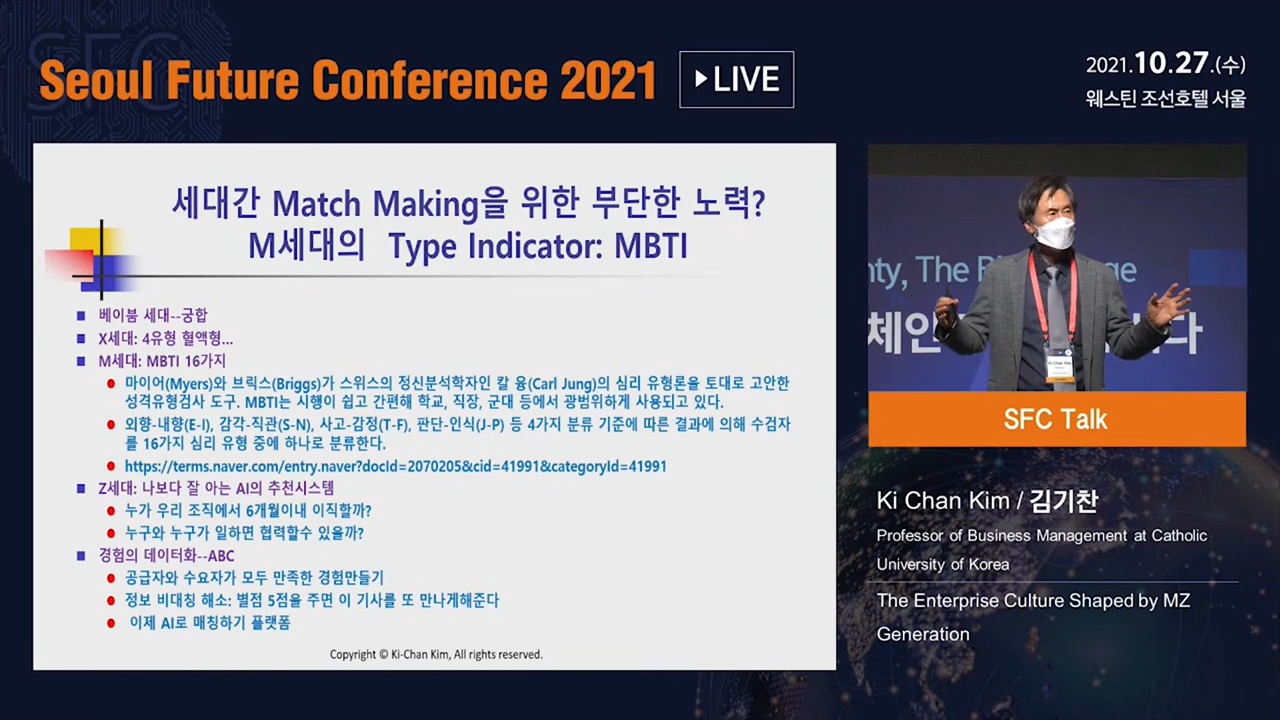 SFC
Seoul Future Conference 2021
LIVE
2021.10.27.(수)
웨스틴 조선호텔 서울
세대간 Match Making을 위한 부단한 노력?
M세대의 Type Indicator: MBTI
베이붐 세대--궁합
X세대: 4유형 혈액형...
M세대: MBTI 16가지
마이어(Myers)와 브릭스(Briggs)가 스위스의 정신분석학자인 칼 융(Carl Jung)의 심리 유형론을 토대로 고안한
성격유형검사 도구. MBTI는 시행이 쉽고 간편해 학교, 직장, 군대 등에서 광범위하게 사용되고 있다.
외향-내향(E-I), 감각-직관(S-N), 사고-감정(T-F), 판단-인식(J-P) 등 4가지 분류 기준에 따른 결과에 의해 수검자
를 16가지 심리 유형 중에 하나로 분류한다.
https://terms.naver.com/entry.naver?docId=2070205&cid=41991&categoryId=41991
Z세대: 나보다 잘 아는 AI의 추천시스템
누가 우리 조직에서 6개월이내 이직할까?
누구와 누구가 일하면 협력할수 있을까?
경험의 데이터화--ABC
공급자와 수요자가 모두 만족한 경험만들기
정보 비대칭 해소: 별점 5점을 주면 이 기사를 또 만나게해준다
이제 AI로 매칭하기 플랫폼
Copyright © Ki-Chan Kim, All rights reserved.
nty, The
ge
체인
다
Ki Chan Kim
SFC Talk
Ki Chan Kim / 김기찬
Professor of Business Management at Catholic
University of Korea
The Enterprise Culture Shaped by MZ
Generation